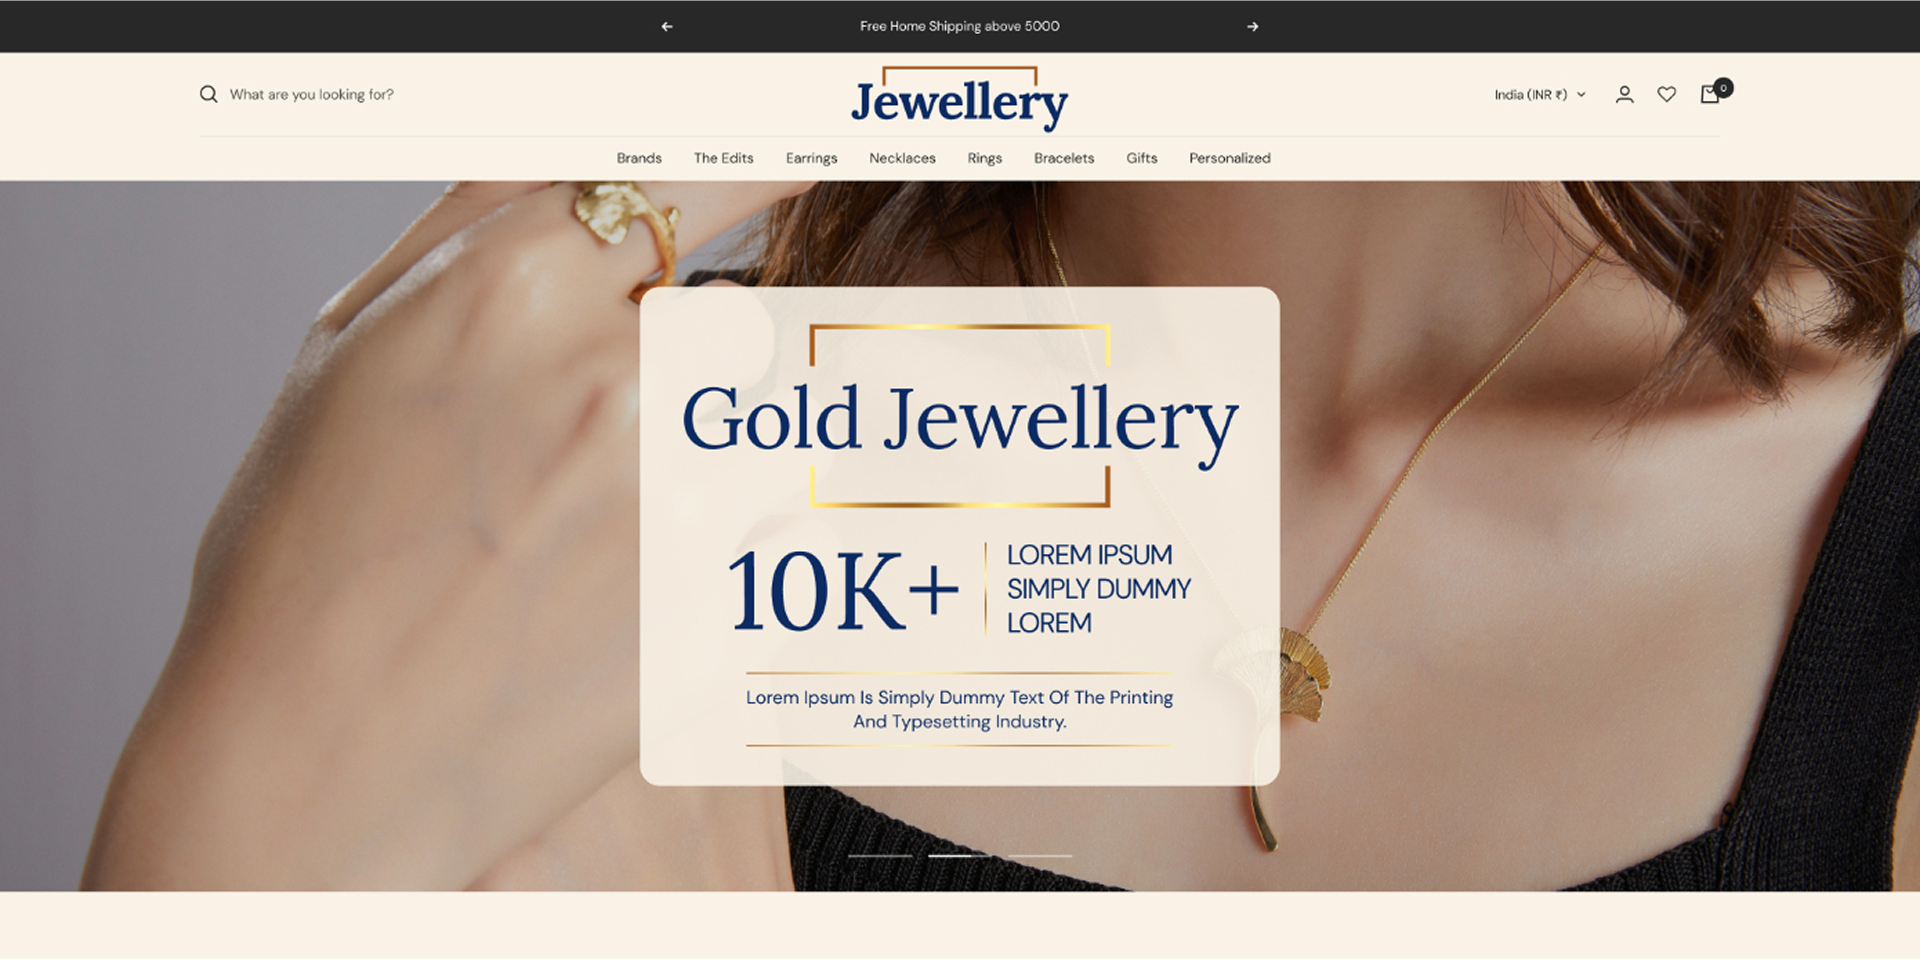 Free Home Shipping above 5000
What are you looking for?
Jewellery
India (INR ₹)
0
Brands The Edits Earrings Necklaces Rings Bracelets Gifts Personalized
Gold Jewellery
10K+
LOREM IPSUM
SIMPLY DUMMY
LOREM
Lorem Ipsum Is Simply Dummy Text Of The Printing
And Typesetting Industry.